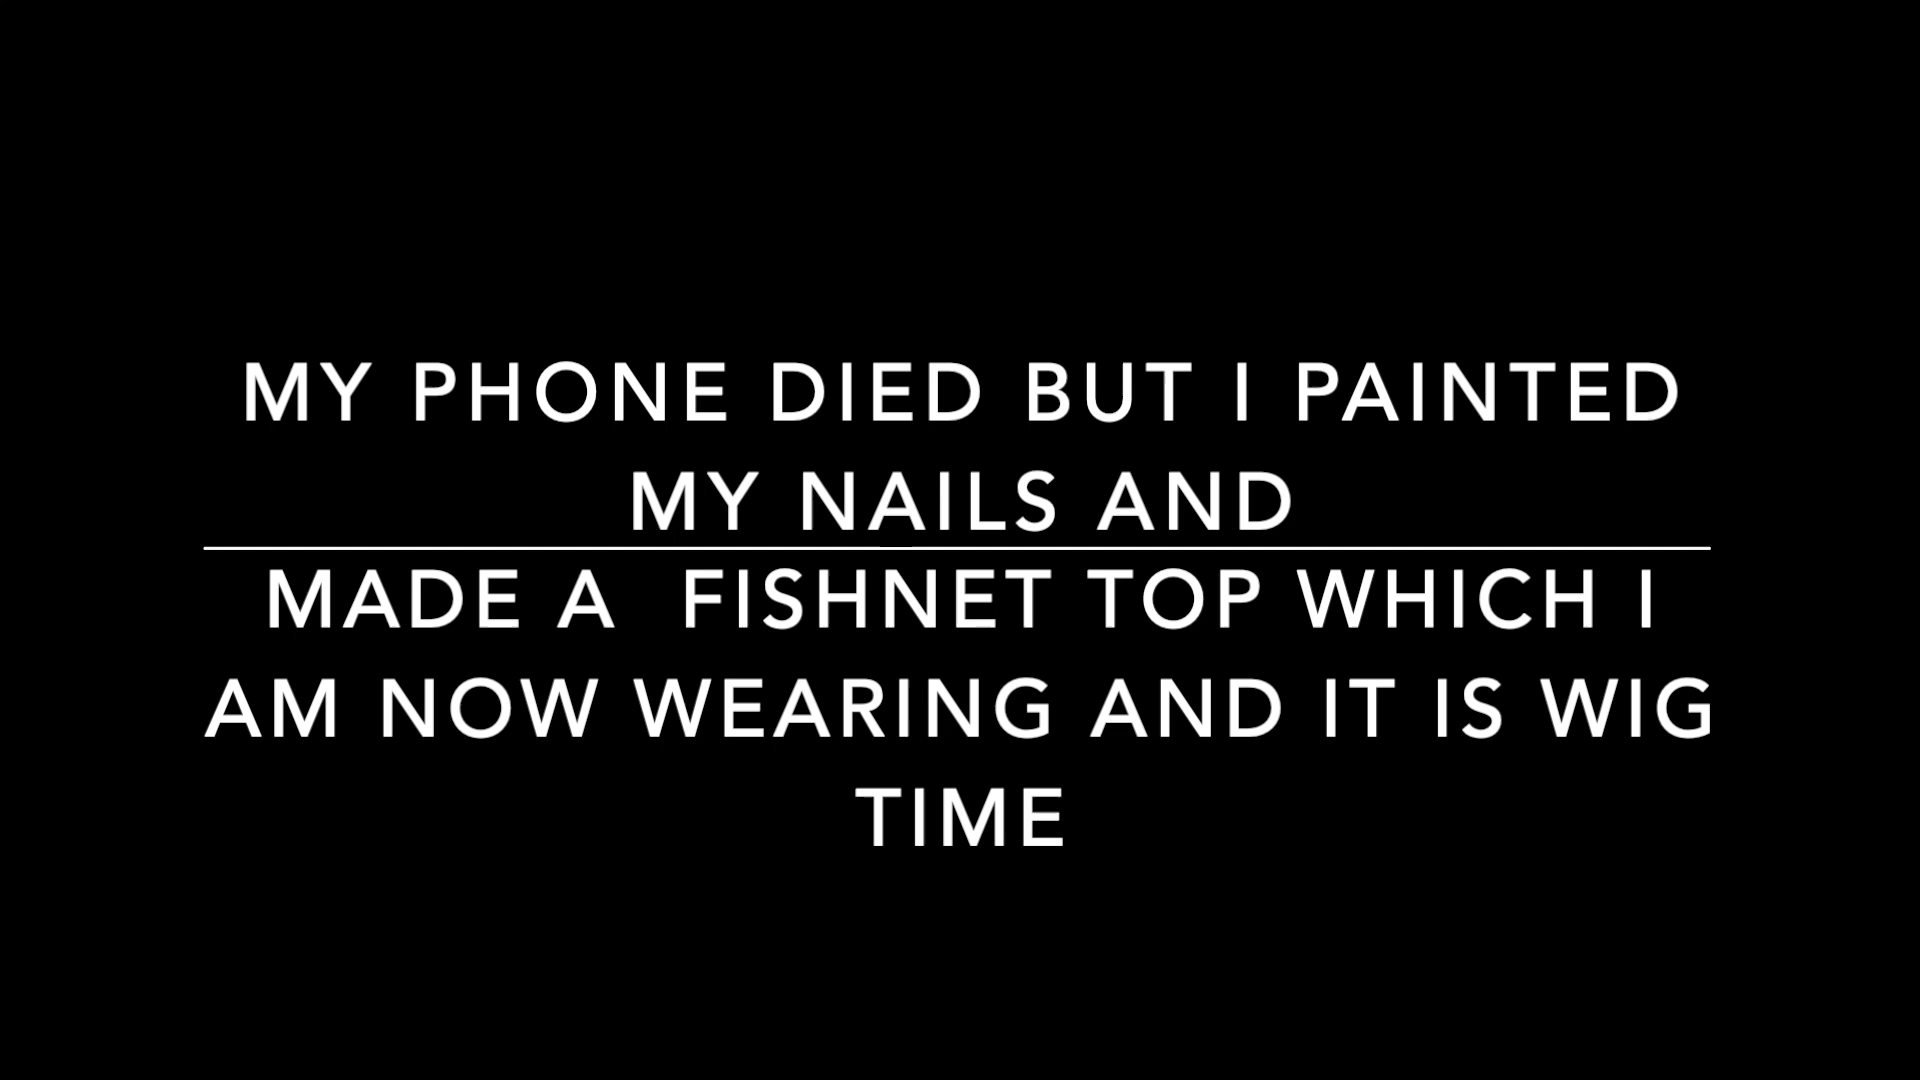 MY PHONE DIED BUT I PAINTED
MY NAILS AND
MADE A  FISHNET TOP WHICH I
AM NOW WEARING AND IT IS WIG
TIME